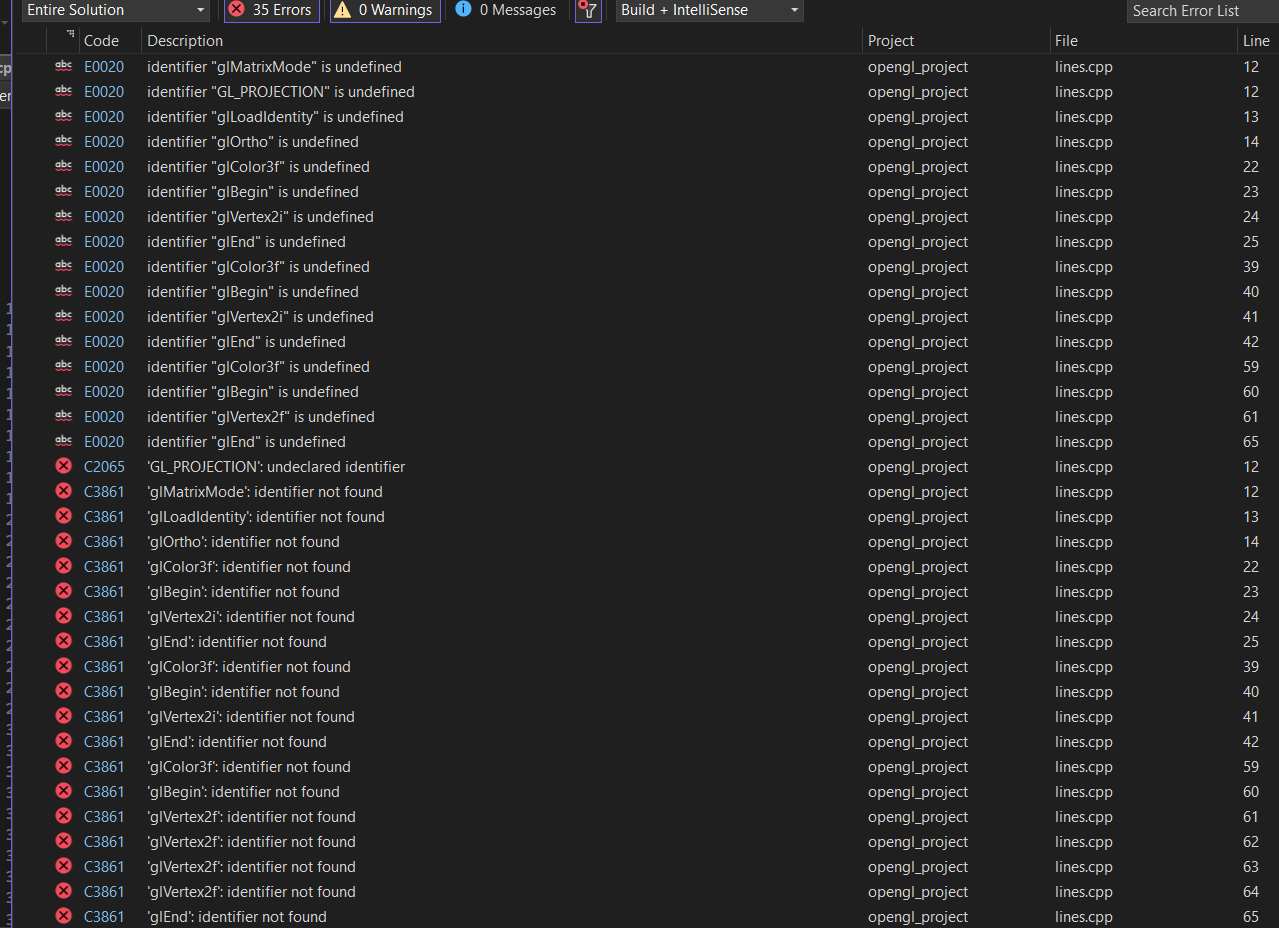 Entire Solution 35 Errors 0 Warnings 0 Messages Build + IntelliSense Search Error List
Code Description Project File Line
abc E0020 identifier "glMatrixMode" is undefined opengl_project lines.cpp 12
abc E0020 identifier "GL_PROJECTION" is undefined opengl_project lines.cpp 12
abc E0020 identifier "glLoadIdentity" is undefined opengl_project lines.cpp 13
abc E0020 identifier "glOrtho" is undefined opengl_project lines.cpp 14
abc E0020 identifier "glColor3f" is undefined opengl_project lines.cpp 22
abc E0020 identifier "glBegin" is undefined opengl_project lines.cpp 23
abc E0020 identifier "glVertex2i" is undefined opengl_project lines.cpp 24
abc E0020 identifier "glEnd" is undefined opengl_project lines.cpp 25
abc E0020 identifier "glColor3f" is undefined opengl_project lines.cpp 39
abc E0020 identifier "glBegin" is undefined opengl_project lines.cpp 40
abc E0020 identifier "glVertex2i" is undefined opengl_project lines.cpp 41
abc E0020 identifier "glEnd" is undefined opengl_project lines.cpp 42
abc E0020 identifier "glColor3f" is undefined opengl_project lines.cpp 59
abc E0020 identifier "glBegin" is undefined opengl_project lines.cpp 60
abc E0020 identifier "glVertex2f" is undefined opengl_project lines.cpp 61
abc E0020 identifier "glEnd" is undefined opengl_project lines.cpp 65
C2065 'GL_PROJECTION': undeclared identifier opengl_project lines.cpp 12
C3861 'glMatrixMode': identifier not found opengl_project lines.cpp 12
C3861 'glLoadIdentity': identifier not found opengl_project lines.cpp 13
C3861 'glOrtho': identifier not found opengl_project lines.cpp 14
C3861 'glColor3f': identifier not found opengl_project lines.cpp 22
C3861 'glBegin': identifier not found opengl_project lines.cpp 23
C3861 'glVertex2i': identifier not found opengl_project lines.cpp 24
C3861 'glEnd': identifier not found opengl_project lines.cpp 25
C3861 'glColor3f': identifier not found opengl_project lines.cpp 39
C3861 'glBegin': identifier not found opengl_project lines.cpp 40
C3861 'glVertex2i': identifier not found opengl_project lines.cpp 41
C3861 'glEnd': identifier not found opengl_project lines.cpp 42
C3861 'glColor3f': identifier not found opengl_project lines.cpp 59
C3861 'glBegin': identifier not found opengl_project lines.cpp 60
C3861 'glVertex2f': identifier not found opengl_project lines.cpp 61
C3861 'glVertex2f': identifier not found opengl_project lines.cpp 62
C3861 'glVertex2f': identifier not found opengl_project lines.cpp 63
C3861 'glVertex2f': identifier not found opengl_project lines.cpp 64
C3861 'glEnd': identifier not found opengl_project lines.cpp 65